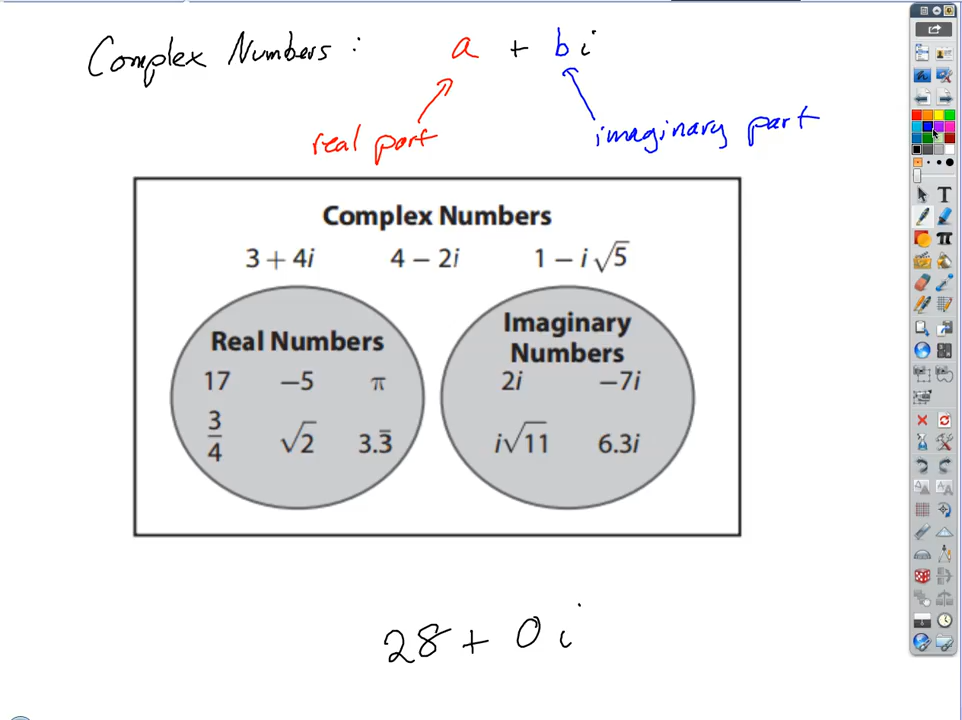 Complex Numbers : a + bi
real part imaginary part
Complex Numbers
3 + 4i 4 − 2i 1 − i√5
Real Numbers
17 −5 π
3/4 √2 3.3̅
Imaginary
Numbers
2i −7i
i√11 6.3i
28 + 0i
T
π